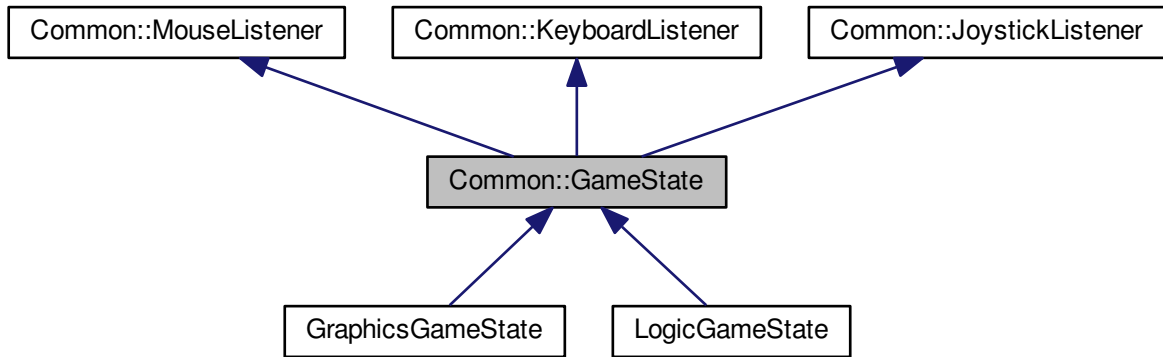 Common::MouseListener
Common::KeyboardListener
Common::JoystickListener
Common::GameState
GraphicsGameState
LogicGameState